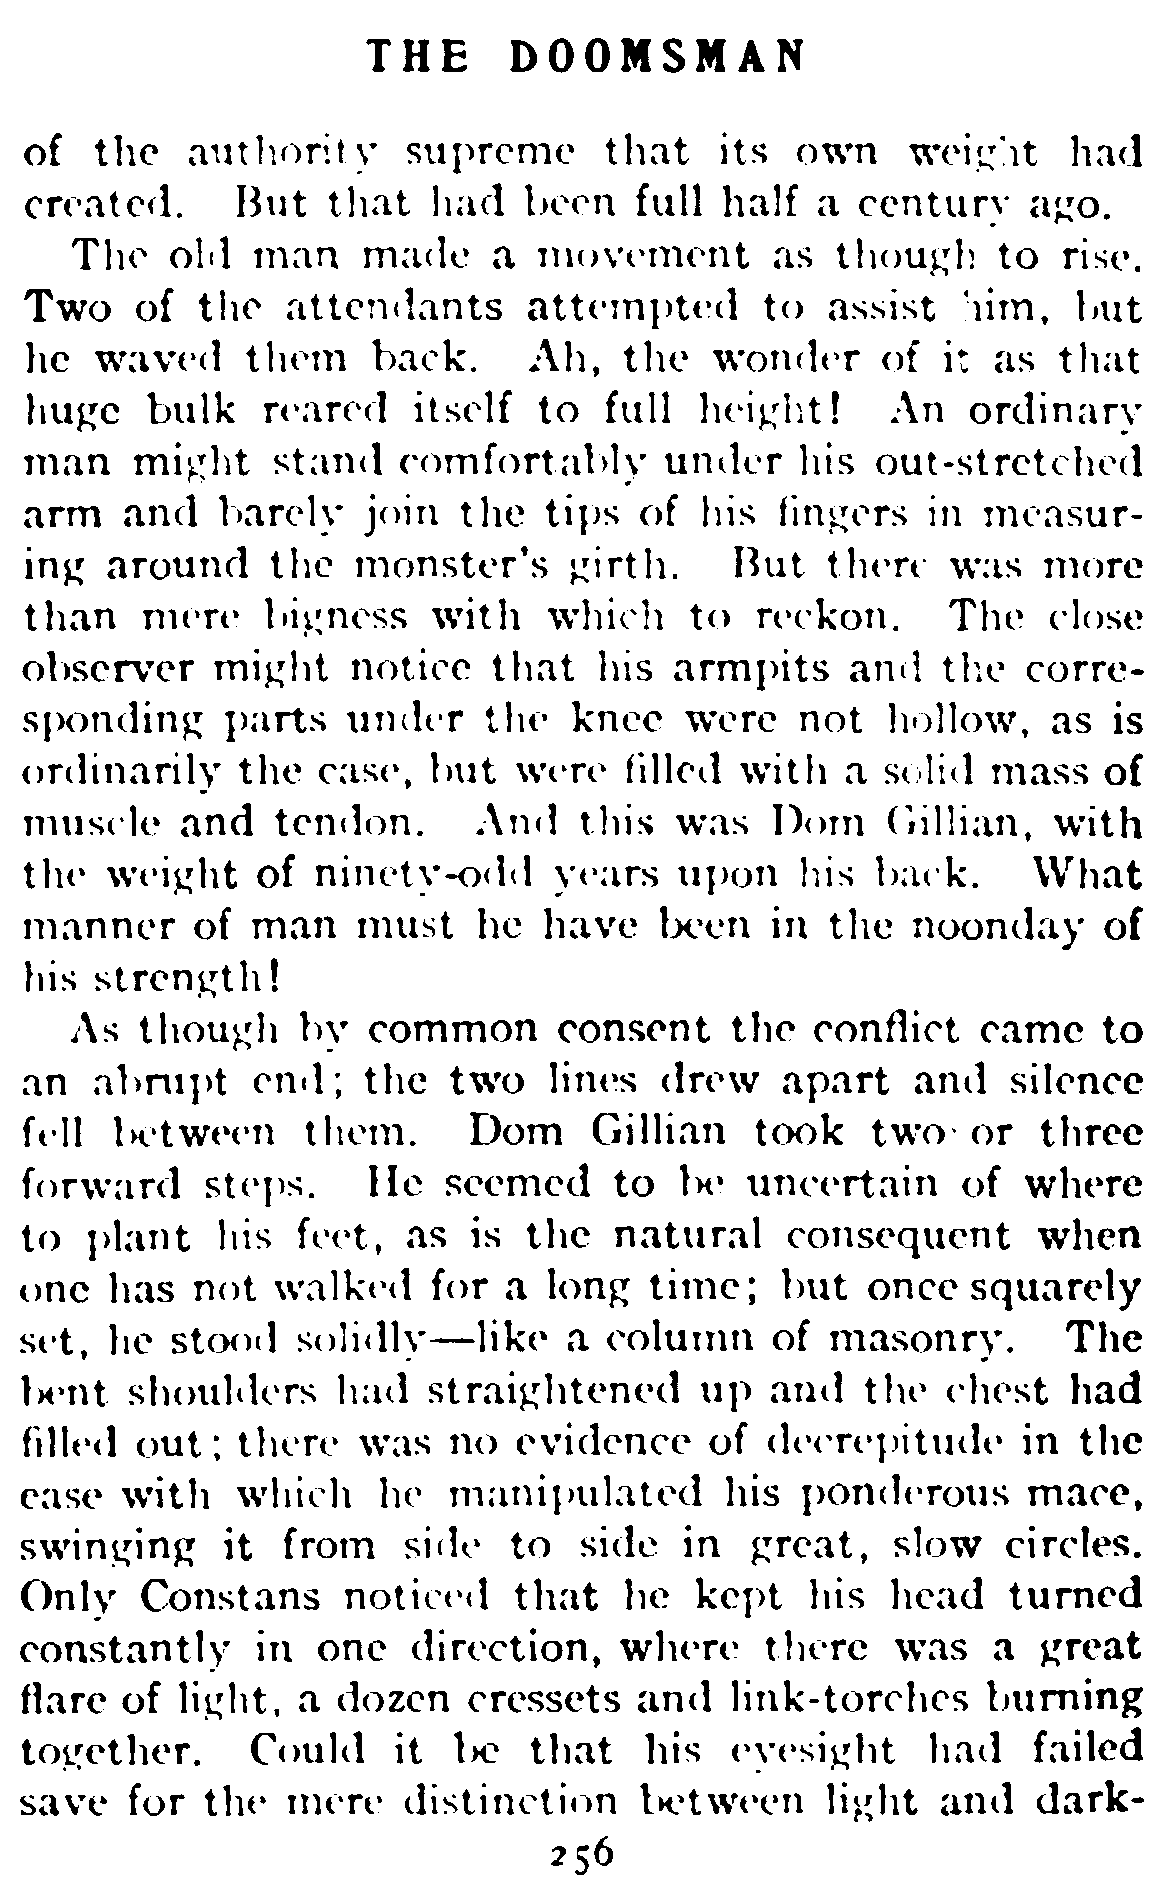 THE DOOMSMAN
of the authority supreme that its own weight had
created. But that had been full half a century ago.
The old man made a movement as though to rise.
Two of the attendants attempted to assist him, but
he waved them back. Ah, the wonder of it as that
huge bulk reared itself to full height! An ordinary
man might stand comfortably under his out-stretched
arm and barely join the tips of his fingers in measur-
ing around the monster's girth. But there was more
than mere bigness with which to reckon. The close
observer might notice that his armpits and the corre-
sponding parts under the knee were not hollow, as is
ordinarily the case, but were filled with a solid mass of
muscle and tendon. And this was Dom Gillian, with
the weight of ninety-odd years upon his back. What
manner of man must he have been in the noonday of
his strength!
As though by common consent the conflict came to
an abrupt end; the two lines drew apart and silence
fell between them. Dom Gillian took two or three
forward steps. He seemed to be uncertain of where
to plant his feet, as is the natural consequent when
one has not walked for a long time; but once squarely
set, he stood solidly—like a column of masonry. The
bent shoulders had straightened up and the chest had
filled out; there was no evidence of decrepitude in the
ease with which he manipulated his ponderous mace,
swinging it from side to side in great, slow circles.
Only Constans noticed that he kept his head turned
constantly in one direction, where there was a great
flare of light, a dozen cressets and link-torches burning
together. Could it be that his eyesight had failed
save for the mere distinction between light and dark-
256